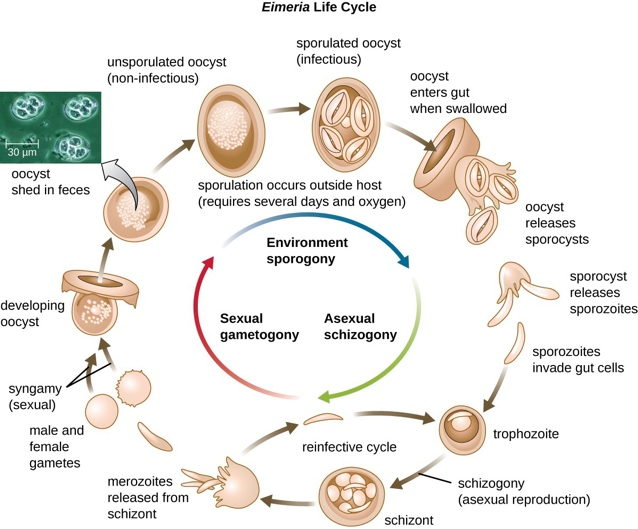 Eimeria Life Cycle
unsporulated oocyst
(non-infectious)
sporulated oocyst
(infectious)
oocyst
enters gut
when swallowed
30 µm
oocyst
shed in feces
sporulation occurs outside host
(requires several days and oxygen)
oocyst
releases
sporocysts
Environment
sporogony
sporocyst
releases
sporozoites
developing
oocyst
Sexual
gametogony
Asexual
schizogony
sporozoites
invade gut cells
syngamy
(sexual)
male and
female
gametes
reinfective cycle
trophozoite
merozoites
released from
schizont
schizogony
(asexual reproduction)
schizont